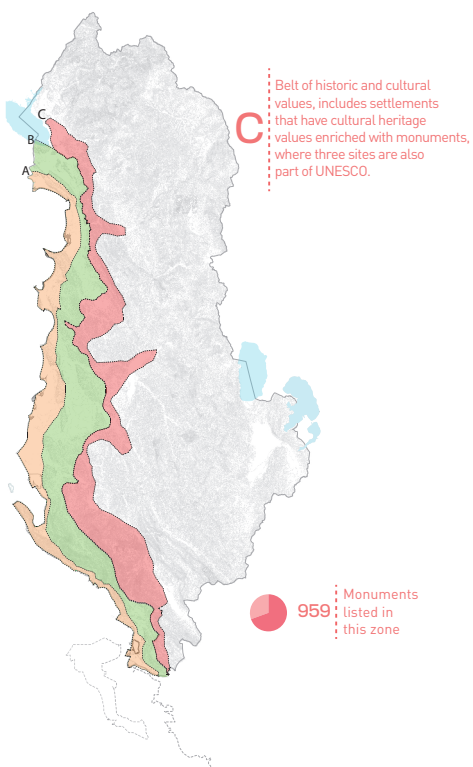 C
B
A
C
Belt of historic and cultural
values, includes settlements
that have cultural heritage
values enriched with monuments,
where three sites are also
part of UNESCO.
959
Monuments
listed in
this zone